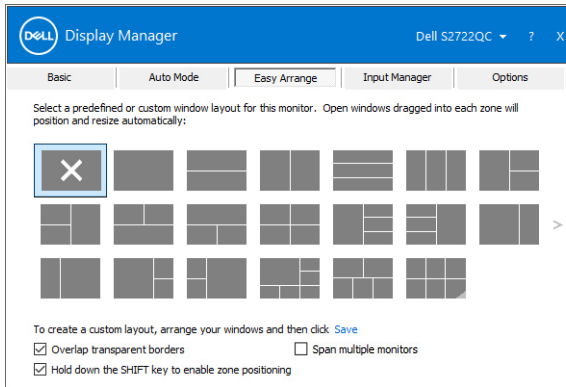 DELL Display Manager Dell S2722QC ? X
Basic Auto Mode Easy Arrange Input Manager Options
Select a predefined or custom window layout for this monitor. Open windows dragged into each zone will
position and resize automatically:
>
To create a custom layout, arrange your windows and then click Save
Overlap transparent borders Span multiple monitors
Hold down the SHIFT key to enable zone positioning